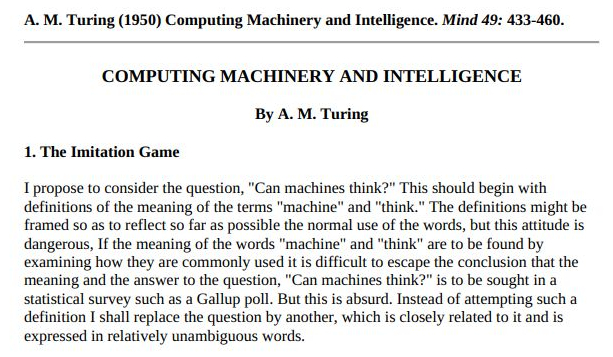 A. M. Turing (1950) Computing Machinery and Intelligence. Mind 49: 433-460.
COMPUTING MACHINERY AND INTELLIGENCE
By A. M. Turing
1. The Imitation Game
I propose to consider the question, "Can machines think?" This should begin with
definitions of the meaning of the terms "machine" and "think." The definitions might be
framed so as to reflect so far as possible the normal use of the words, but this attitude is
dangerous, If the meaning of the words "machine" and "think" are to be found by
examining how they are commonly used it is difficult to escape the conclusion that the
meaning and the answer to the question, "Can machines think?" is to be sought in a
statistical survey such as a Gallup poll. But this is absurd. Instead of attempting such a
definition I shall replace the question by another, which is closely related to it and is
expressed in relatively unambiguous words.